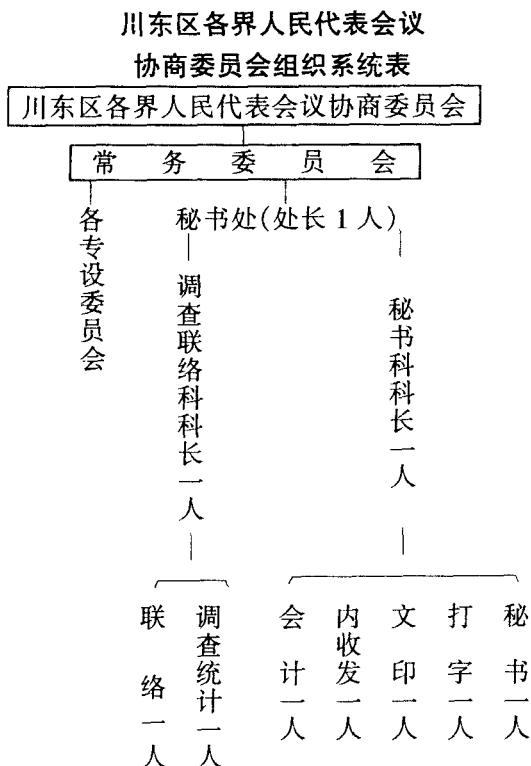 川东区各界人民代表会议
协商委员会组织系统表
川东区各界人民代表会议协商委员会
常务委员会
各专设委员会
秘书处(处长1人)
调查联络科科长一人
秘书科科长一人
联络一人
调查统计一人
会计一人
内收发一人
文印一人
打字一人
秘书一人